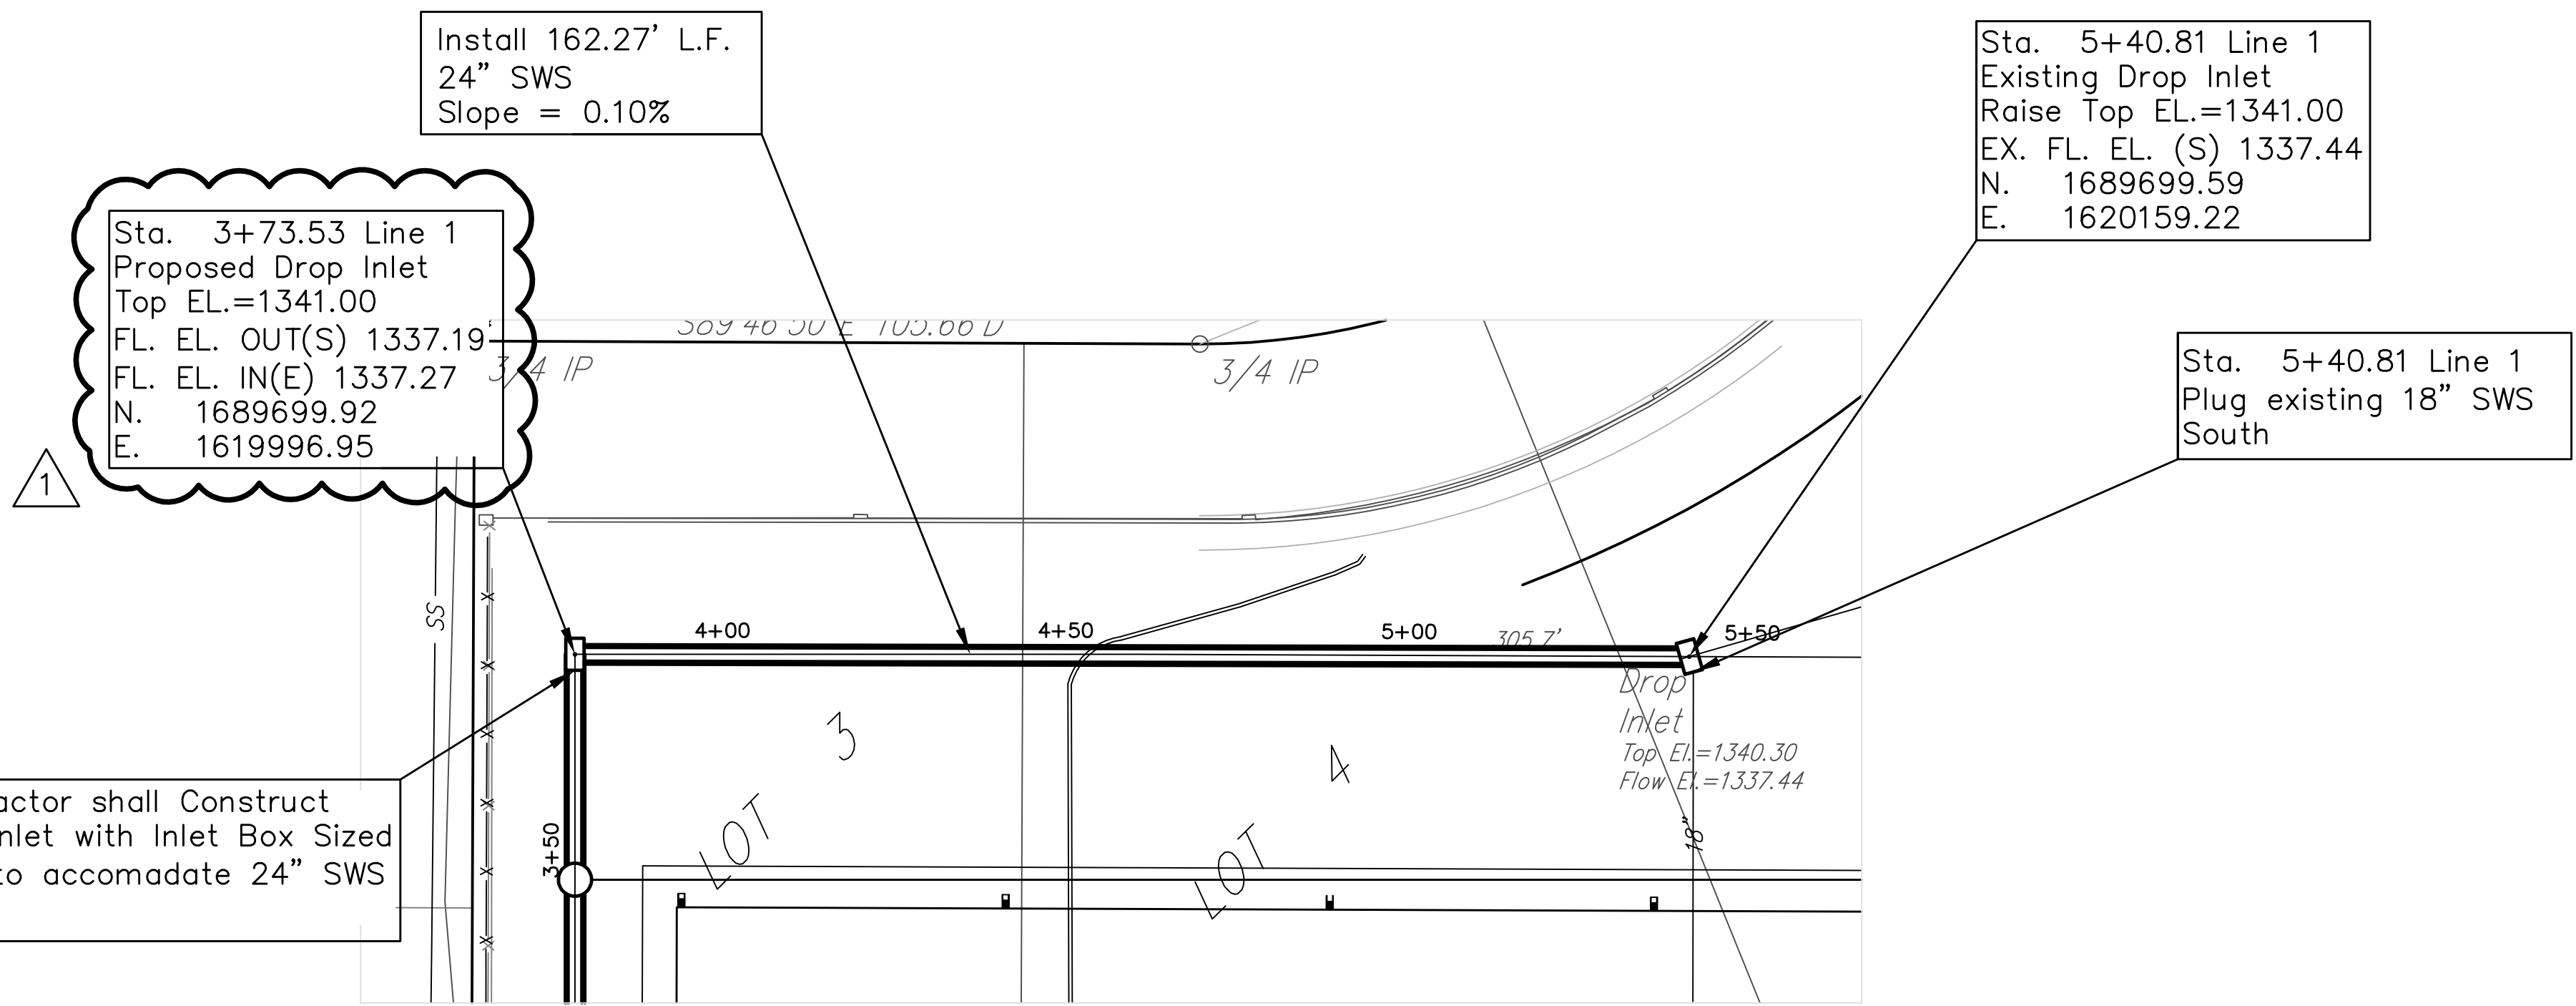 Install 162.27' L.F.
24" SWS
Slope = 0.10%
Sta. 5+40.81 Line 1
Existing Drop Inlet
Raise Top EL.=1341.00
EX. FL. EL. (S) 1337.44
N. 1689699.59
E. 1620159.22
Sta. 3+73.53 Line 1
Proposed Drop Inlet
Top EL.=1341.00
FL. EL. OUT(S) 1337.19'
FL. EL. IN(E) 1337.27
N. 1689699.92
E. 1619996.95
1
S89 46 50 E 105.66 D
3/4 IP
3/4 IP
Sta. 5+40.81 Line 1
Plug existing 18" SWS
South
SS
4+00
4+50
5+00
305.7'
5+50
Drop
Inlet
Top El.=1340.30
Flow El.=1337.44
18"
3
4
LOT
LOT
3+50
actor shall Construct
nlet with Inlet Box Sized
to accomadate 24" SWS